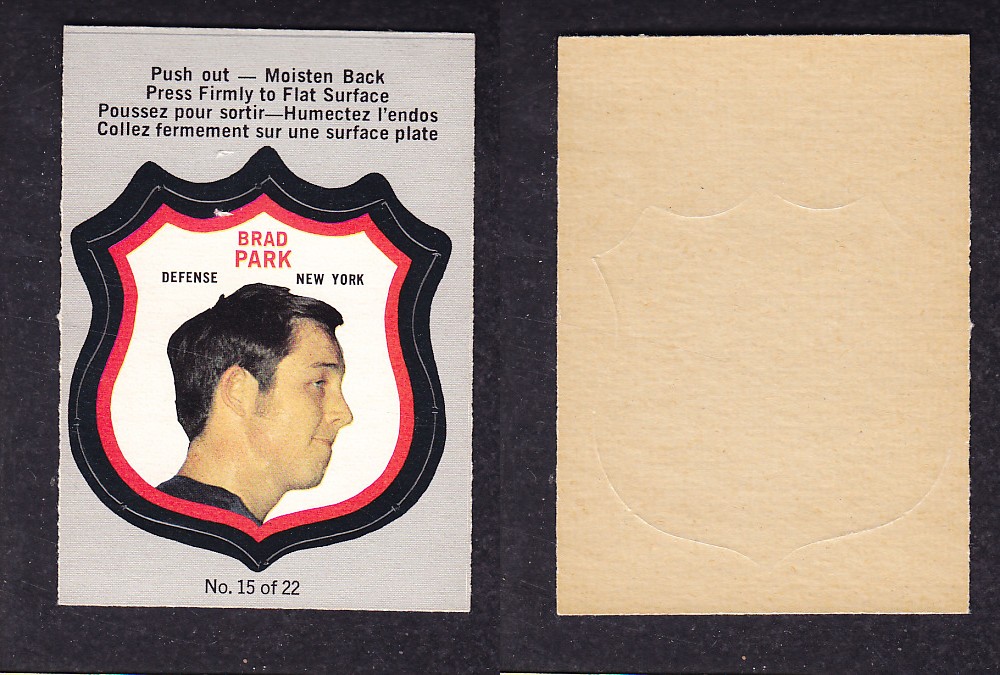 Push out — Moisten Back
Press Firmly to Flat Surface
Poussez pour sortir—Humectez l'endos
Collez fermement sur une surface plate
BRAD
PARK
DEFENSE NEW YORK
No. 15 of 22